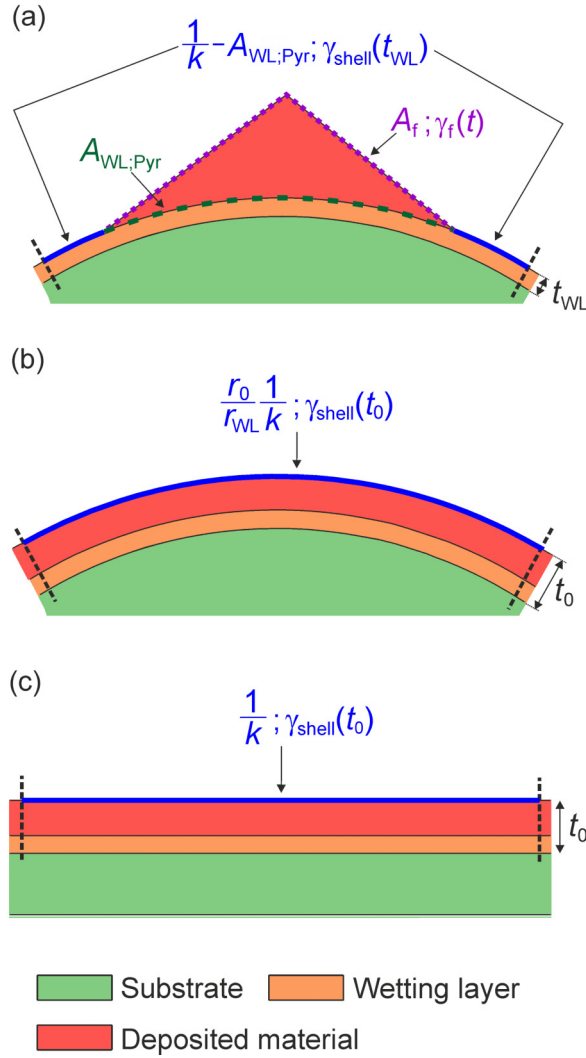 (a)
1/k - A_WL;Pyr ; γ_shell(t_WL)
A_f ; γ_f(t)
A_WL;Pyr
t_WL
(b)
r_0/r_WL 1/k ; γ_shell(t_0)
t_0
(c)
1/k ; γ_shell(t_0)
t_0
Substrate
Wetting layer
Deposited material